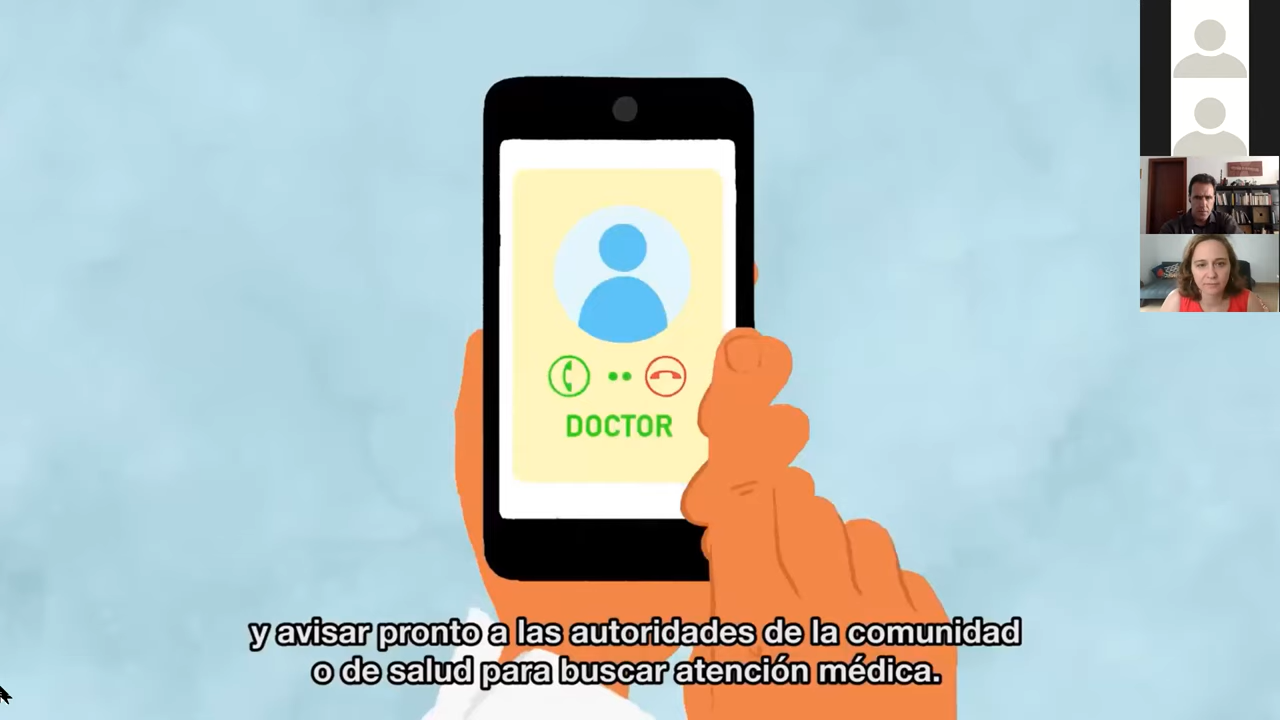 DOCTOR
y avisar pronto a las autoridades de la comunidad
o de salud para buscar atención médica.